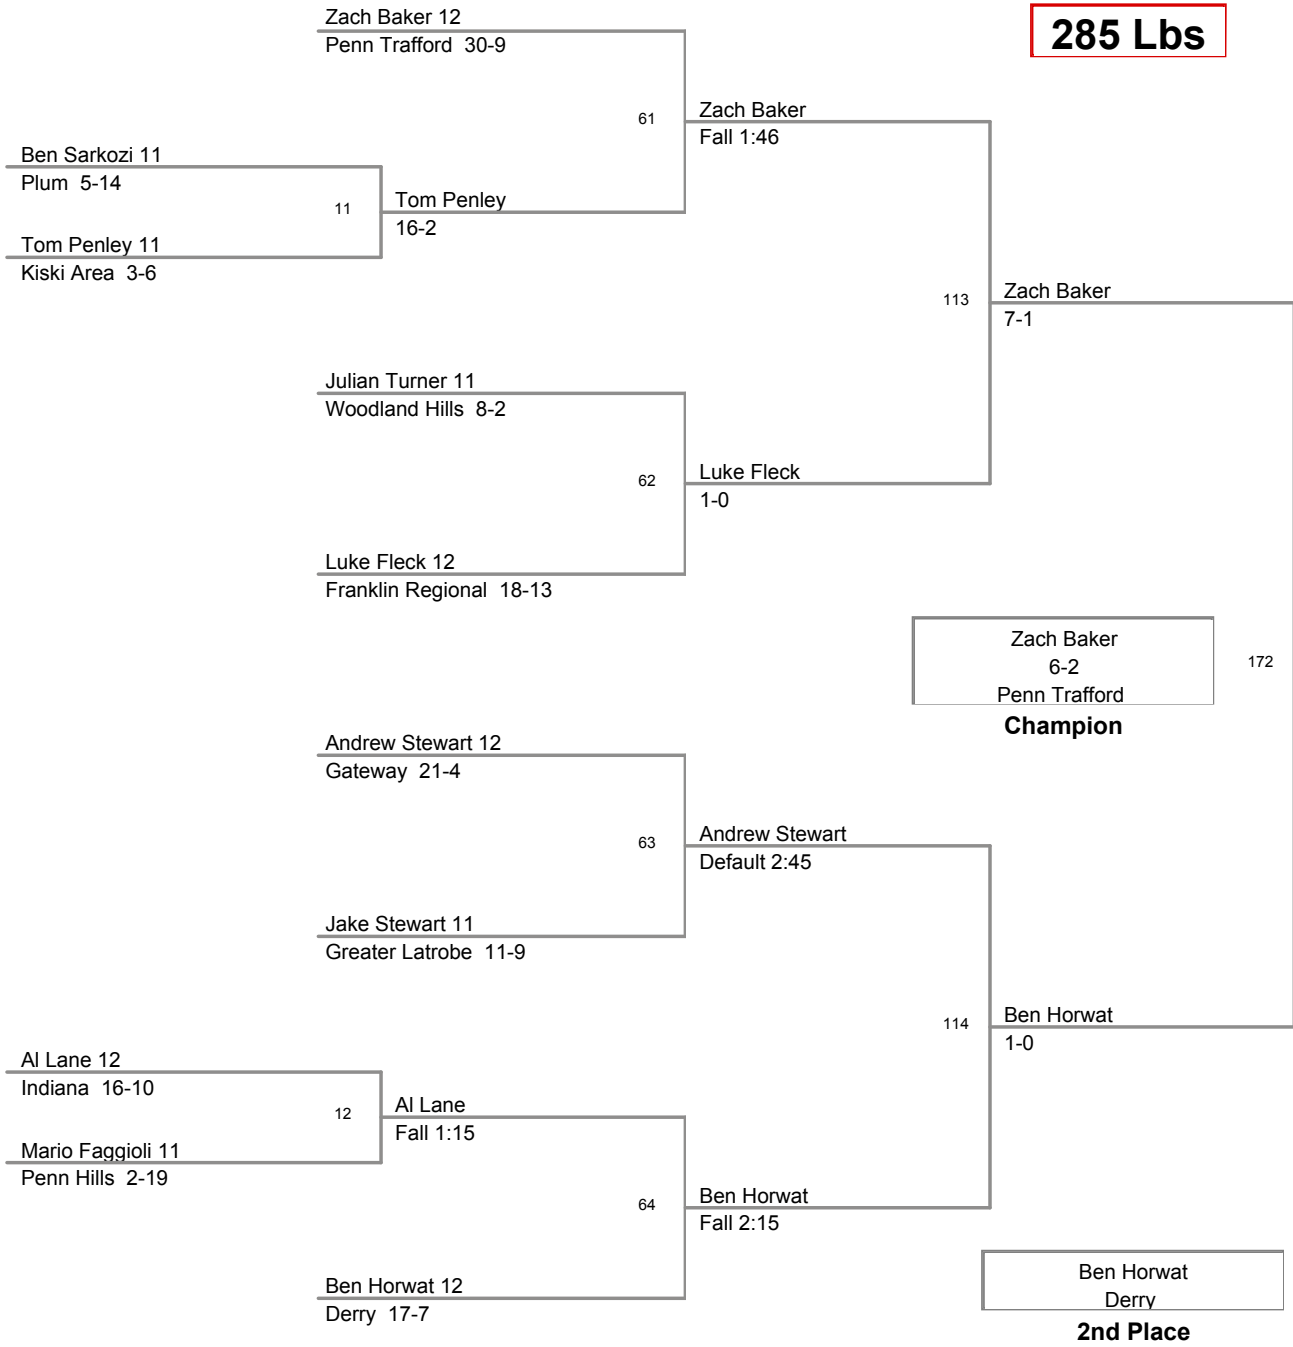 Zach Baker 12
Penn Trafford 30-9
285 Lbs
61
Zach Baker
Fall 1:46
Ben Sarkozi 11
Plum 5-14
11
Tom Penley
16-2
Tom Penley 11
Kiski Area 3-6
113
Zach Baker
7-1
Julian Turner 11
Woodland Hills 8-2
62
Luke Fleck
1-0
Luke Fleck 12
Franklin Regional 18-13
Zach Baker
6-2
Penn Trafford
Champion
172
Andrew Stewart 12
Gateway 21-4
63
Andrew Stewart
Default 2:45
Jake Stewart 11
Greater Latrobe 11-9
114
Ben Horwat
1-0
Al Lane 12
Indiana 16-10
12
Al Lane
Fall 1:15
Mario Faggioli 11
Penn Hills 2-19
64
Ben Horwat
Fall 2:15
Ben Horwat 12
Derry 17-7
Ben Horwat
Derry
2nd Place